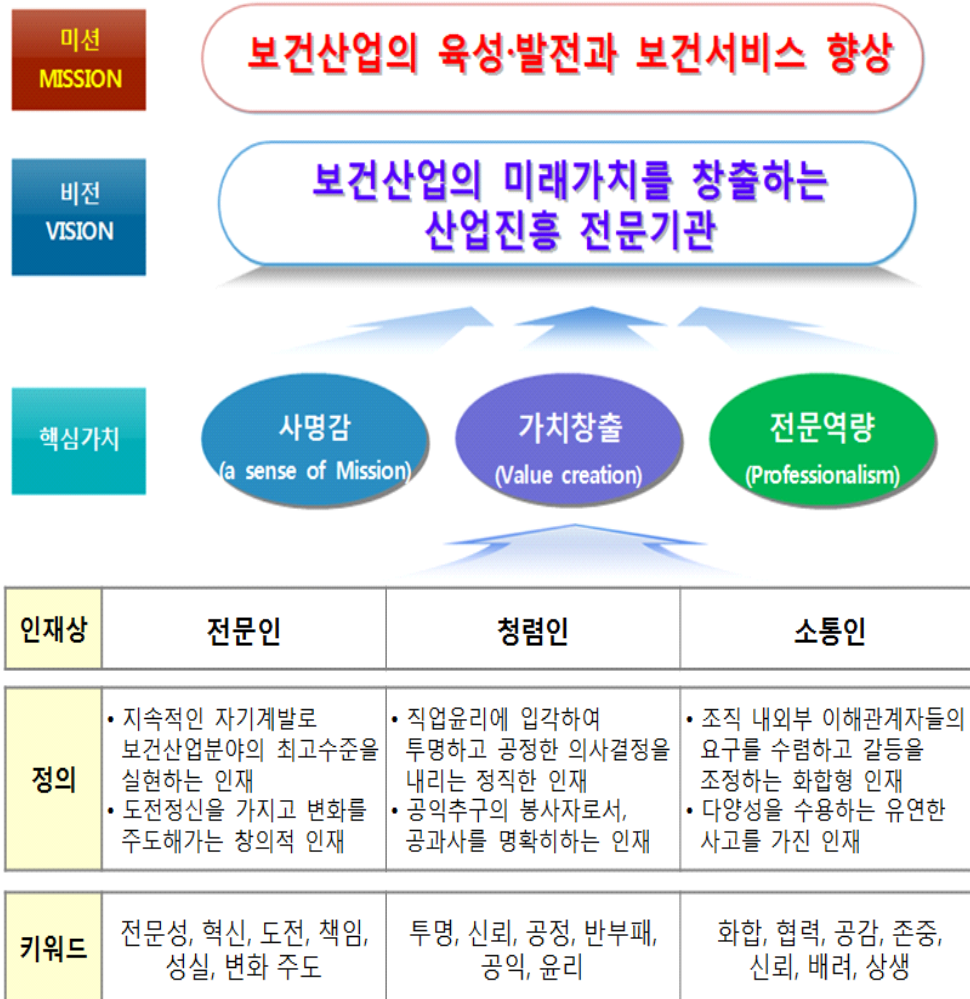 미션
MISSION
보건산업의 육성·발전과 보건서비스 향상
비전
VISION
보건산업의 미래가치를 창출하는
산업진흥 전문기관
핵심가치
사명감
(a sense of Mission)
가치창출
(Value creation)
전문역량
(Professionalism)
인재상
전문인
청렴인
소통인
정의
• 지속적인 자기계발로
보건산업분야의 최고수준을
실현하는 인재
• 도전정신을 가지고 변화를
주도해가는 창의적 인재
• 직업윤리에 입각하여
투명하고 공정한 의사결정을
내리는 정직한 인재
• 공익추구의 봉사자로서,
공과사를 명확히하는 인재
• 조직 내외부 이해관계자들의
요구를 수렴하고 갈등을
조정하는 화합형 인재
• 다양성을 수용하는 유연한
사고를 가진 인재
키워드
전문성, 혁신, 도전, 책임,
성실, 변화 주도
투명, 신뢰, 공정, 반부패,
공익, 윤리
화합, 협력, 공감, 존중,
신뢰, 배려, 상생